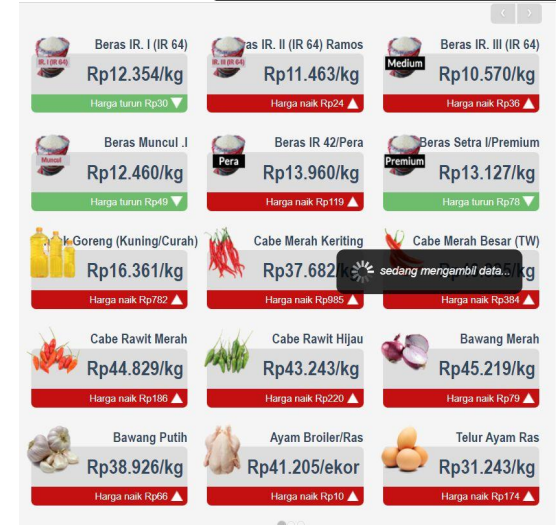 Beras IR. I (IR 64)
IR. I (IR 64)
Rp12.354/kg
Harga turun Rp30
as IR. II (IR 64) Ramos
IR. II (IR 64)
Rp11.463/kg
Harga naik Rp24
Beras IR. III (IR 64)
Medium
Rp10.570/kg
Harga naik Rp36
Beras Muncul .I
Muncul
Rp12.460/kg
Harga turun Rp49
Beras IR 42/Pera
Pera
Rp13.960/kg
Harga naik Rp119
Beras Setra I/Premium
Premium
Rp13.127/kg
Harga turun Rp78
Goreng (Kuning/Curah)
Rp16.361/kg
Harga naik Rp782
Cabe Merah Keriting
Rp37.682/
Harga naik Rp985
Cabe Merah Besar (TW)
sedang mengambil data...
Harga naik Rp384
Cabe Rawit Merah
Rp44.829/kg
Harga naik Rp186
Cabe Rawit Hijau
Rp43.243/kg
Harga naik Rp220
Bawang Merah
Rp45.219/kg
Harga naik Rp79
Bawang Putih
Rp38.926/kg
Harga naik Rp66
Ayam Broiler/Ras
Rp41.205/ekor
Harga naik Rp10
Telur Ayam Ras
Rp31.243/kg
Harga naik Rp174